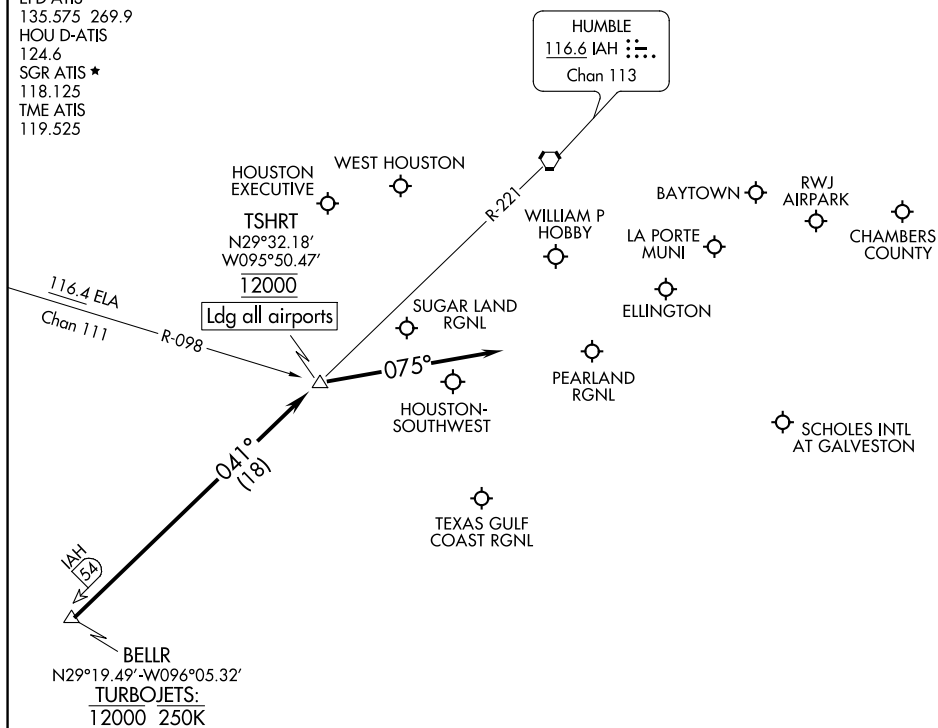 135.575 269.9
HOU D-ATIS
124.6
SGR ATIS ★
118.125
TME ATIS
119.525
HUMBLE
116.6 IAH
Chan 113
HOUSTON
EXECUTIVE
WEST HOUSTON
TSHRT
N29°32.18'
W095°50.47'
12000
Ldg all airports
R-221
WILLIAM P
HOBBY
BAYTOWN
RWJ
AIRPARK
LA PORTE
MUNI
CHAMBERS
COUNTY
ELLINGTON
116.4 ELA
Chan 111
R-098
SUGAR LAND
RGNL
075°
HOUSTON-
SOUTHWEST
PEARLAND
RGNL
SCHOLES INTL
AT GALVESTON
041°
(18)
TEXAS GULF
COAST RGNL
IAH
54
BELLR
N29°19.49'-W096°05.32'
TURBOJETS:
12000 250K